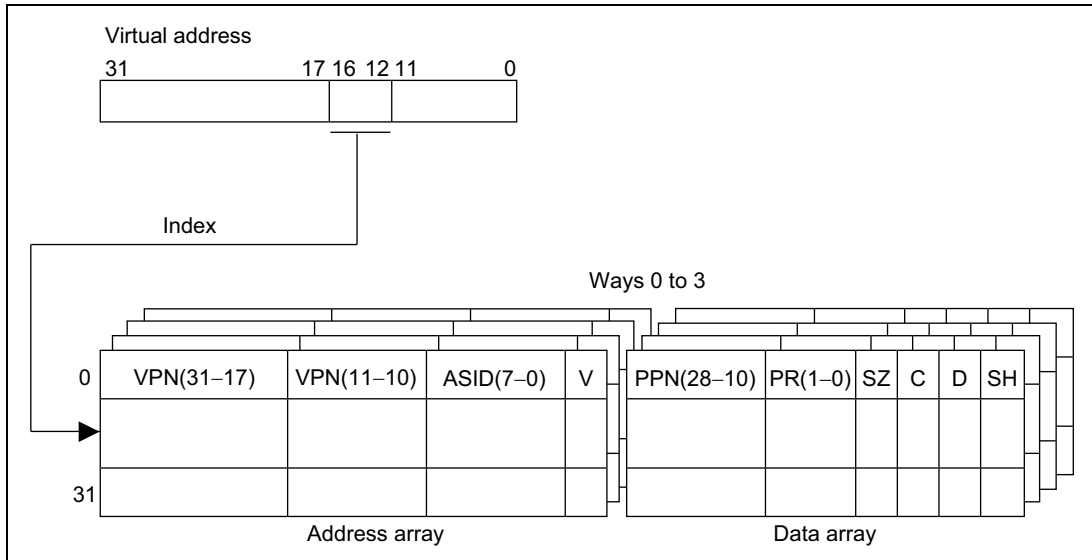 Virtual address
31 17 16 12 11 0
Index
Ways 0 to 3
0 VPN(31–17) VPN(11–10) ASID(7–0) V PPN(28–10) PR(1–0) SZ C D SH
31
Address array Data array